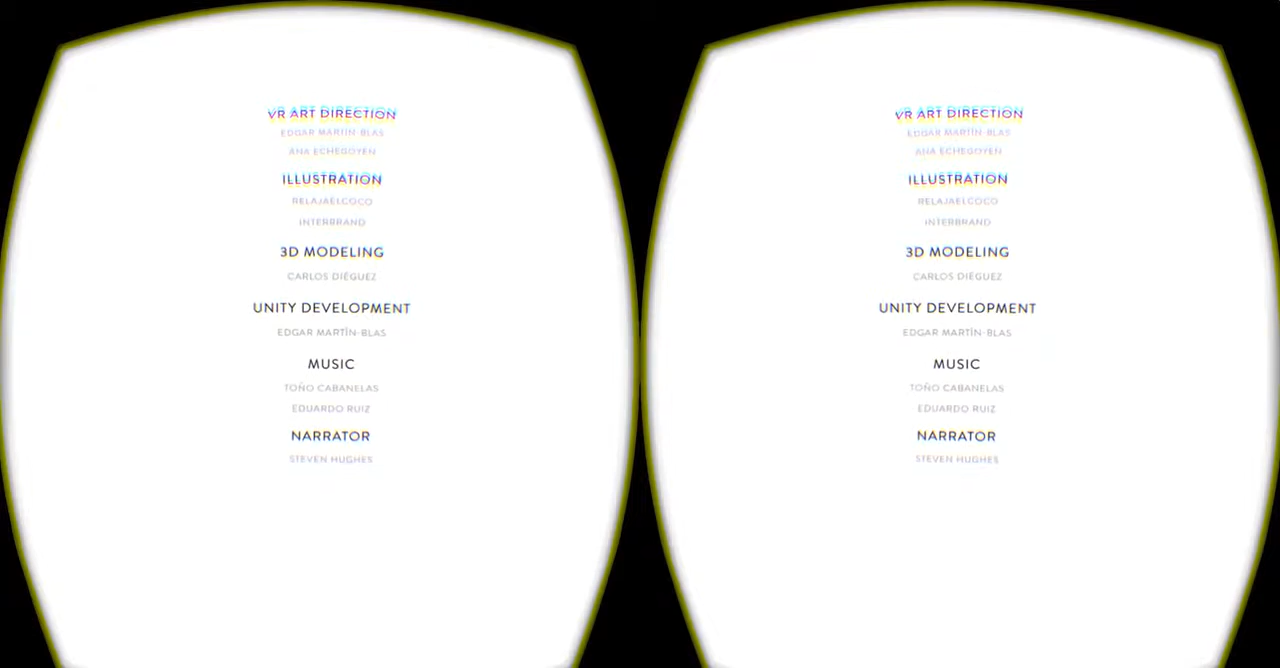 VR ART DIRECTION
EDGAR MARTÍN-BLAS
ANA ECHEGOYEN
ILLUSTRATION
RELAJAELCOCO
INTERBRAND
3D MODELING
CARLOS DIÉGUEZ
UNITY DEVELOPMENT
EDGAR MARTÍN-BLAS
MUSIC
TOÑO CABANELAS
EDUARDO RUIZ
NARRATOR
STEVEN HUGHES
VR ART DIRECTION
EDGAR MARTÍN-BLAS
ANA ECHEGOYEN
ILLUSTRATION
RELAJAELCOCO
INTERBRAND
3D MODELING
CARLOS DIÉGUEZ
UNITY DEVELOPMENT
EDGAR MARTÍN-BLAS
MUSIC
TOÑO CABANELAS
EDUARDO RUIZ
NARRATOR
STEVEN HUGHES